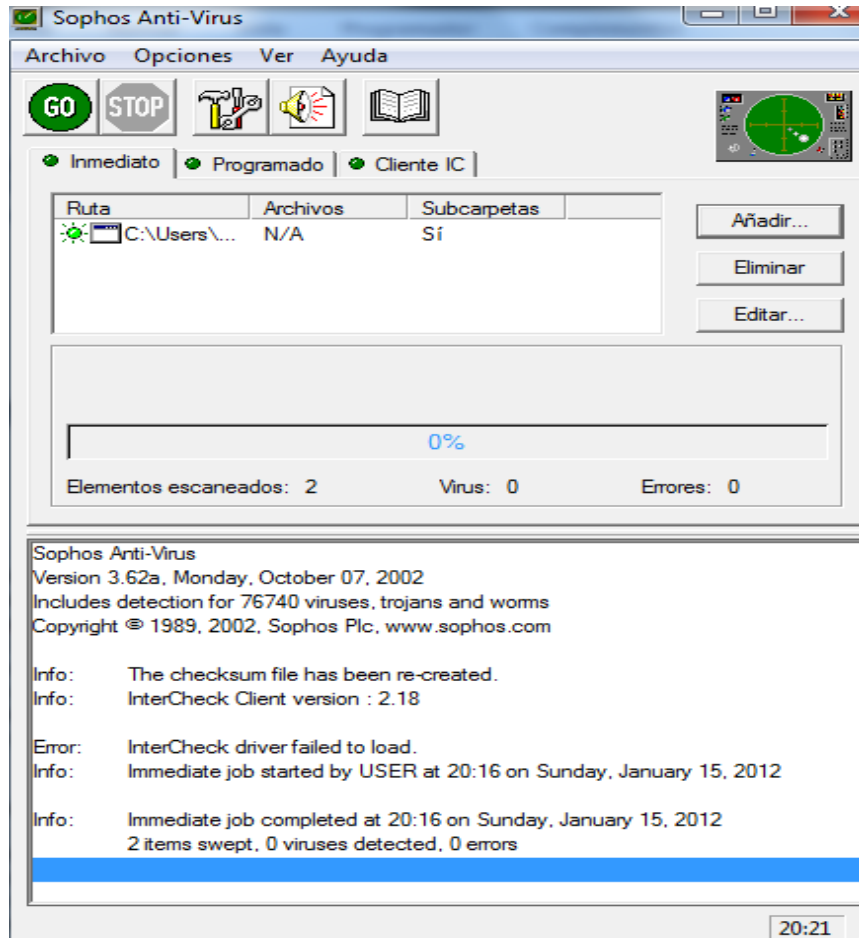 Sophos Anti-Virus
Archivo Opciones Ver Ayuda
GO STOP
Inmediato Programado Cliente IC
Ruta Archivos Subcarpetas
C:\Users\... N/A Sí
Añadir...
Eliminar
Editar...
0%
Elementos escaneados: 2 Virus: 0 Errores: 0
Sophos Anti-Virus
Version 3.62a, Monday, October 07, 2002
Includes detection for 76740 viruses, trojans and worms
Copyright © 1989, 2002, Sophos Plc, www.sophos.com
Info: The checksum file has been re-created.
Info: InterCheck Client version : 2.18
Error: InterCheck driver failed to load.
Info: Immediate job started by USER at 20:16 on Sunday, January 15, 2012
Info: Immediate job completed at 20:16 on Sunday, January 15, 2012
2 items swept, 0 viruses detected, 0 errors
20:21